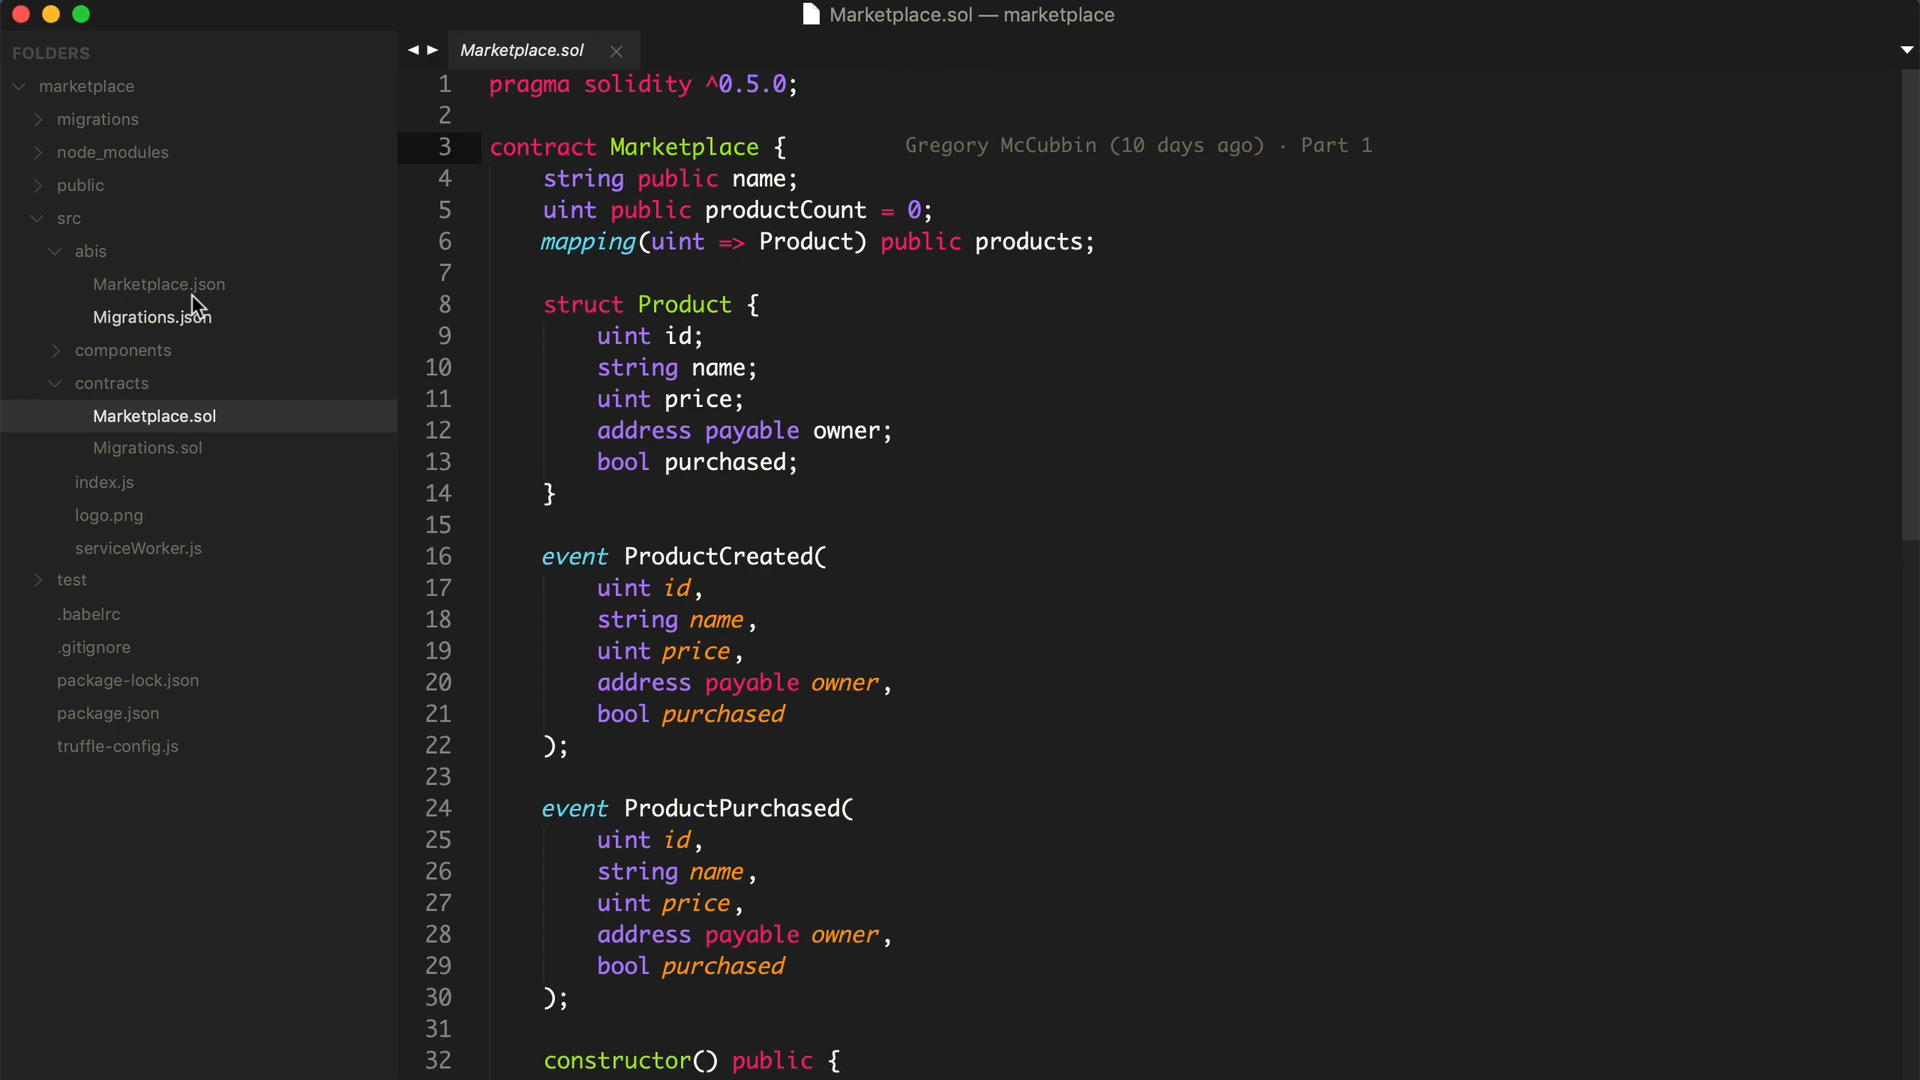 Marketplace.sol — marketplace
FOLDERS
marketplace
migrations
node_modules
public
src
abis
Marketplace.json
Migrations.json
components
contracts
Marketplace.sol
Migrations.sol
index.js
logo.png
serviceWorker.js
test
.babelrc
.gitignore
package-lock.json
package.json
truffle-config.js
Marketplace.sol
1 pragma solidity ^0.5.0;
2
3 contract Marketplace { Gregory McCubbin (10 days ago) · Part 1
4 string public name;
5 uint public productCount = 0;
6 mapping(uint => Product) public products;
7
8 struct Product {
9 uint id;
10 string name;
11 uint price;
12 address payable owner;
13 bool purchased;
14 }
15
16 event ProductCreated(
17 uint id,
18 string name,
19 uint price,
20 address payable owner,
21 bool purchased
22 );
23
24 event ProductPurchased(
25 uint id,
26 string name,
27 uint price,
28 address payable owner,
29 bool purchased
30 );
31
32 constructor() public {